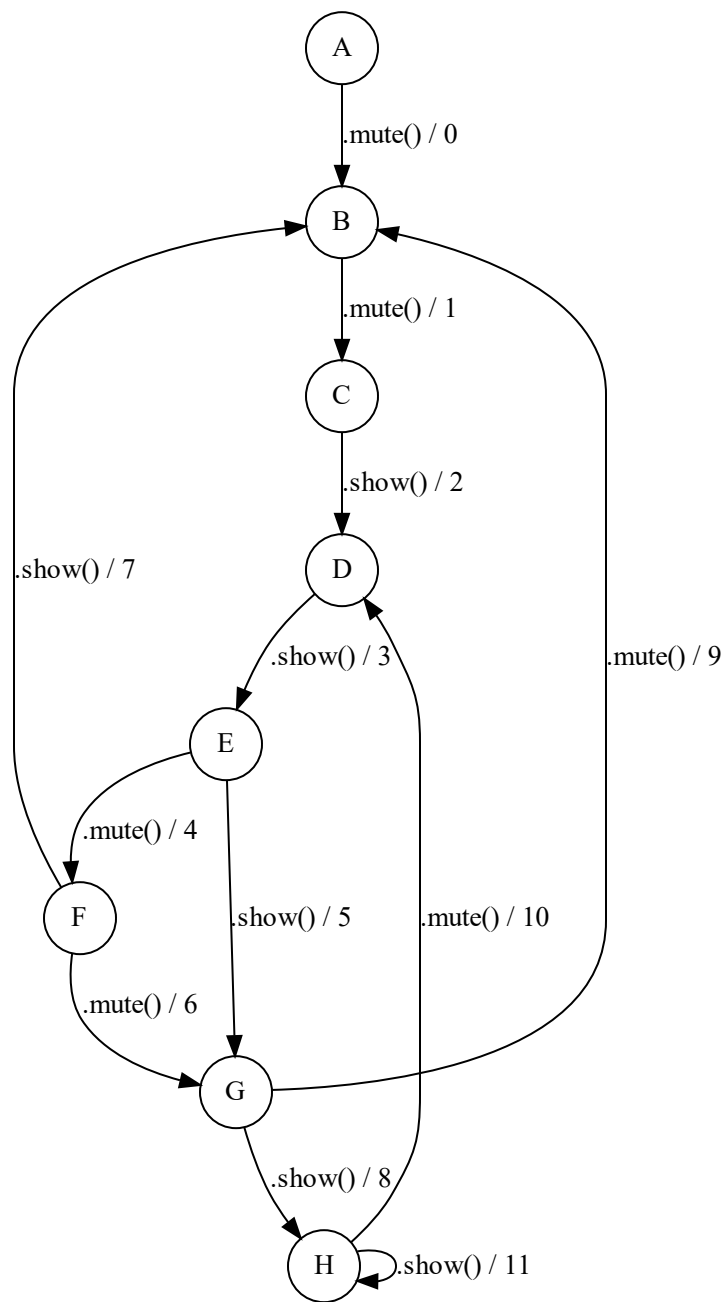 A
.mute() / 0
B
.mute() / 1
C
.show() / 2
.show() / 7
D
.show() / 3
.mute() / 9
E
.mute() / 4
F
.show() / 5
.mute() / 10
.mute() / 6
G
.show() / 8
H
.show() / 11